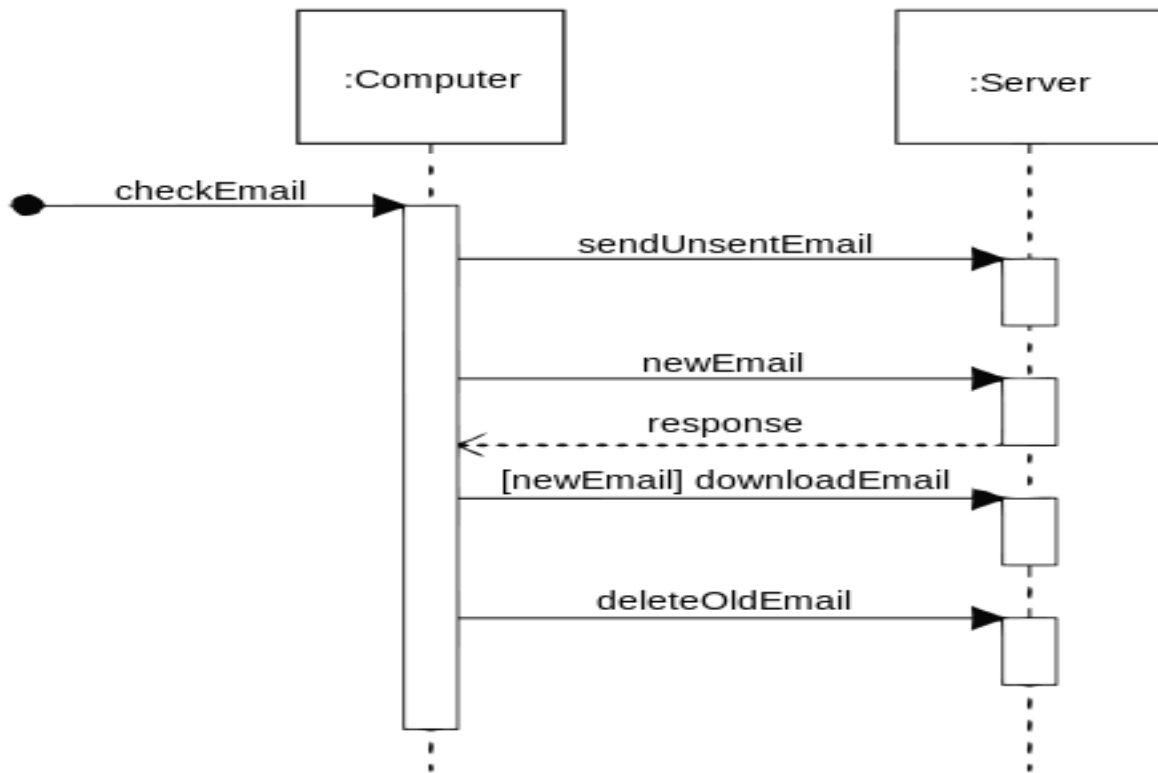 :Computer
:Server
checkEmail
sendUnsentEmail
newEmail
response
[newEmail] downloadEmail
deleteOldEmail